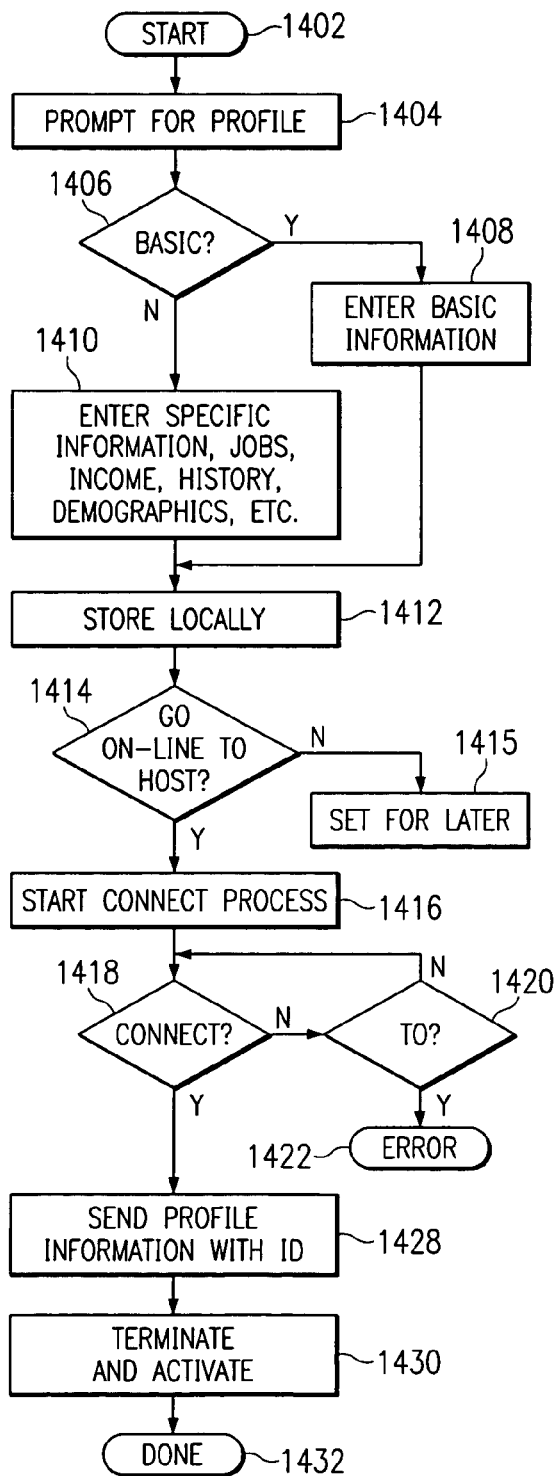 START
1402
PROMPT FOR PROFILE
1404
1406
BASIC?
Y
N
1408
ENTER BASIC
INFORMATION
1410
ENTER SPECIFIC
INFORMATION, JOBS,
INCOME, HISTORY,
DEMOGRAPHICS, ETC.
STORE LOCALLY
1412
1414
GO
ON-LINE TO
HOST?
N
Y
1415
SET FOR LATER
START CONNECT PROCESS
1416
1418
CONNECT?
N
Y
N
1420
TO?
Y
1422
ERROR
SEND PROFILE
INFORMATION WITH ID
1428
TERMINATE
AND ACTIVATE
1430
DONE
1432